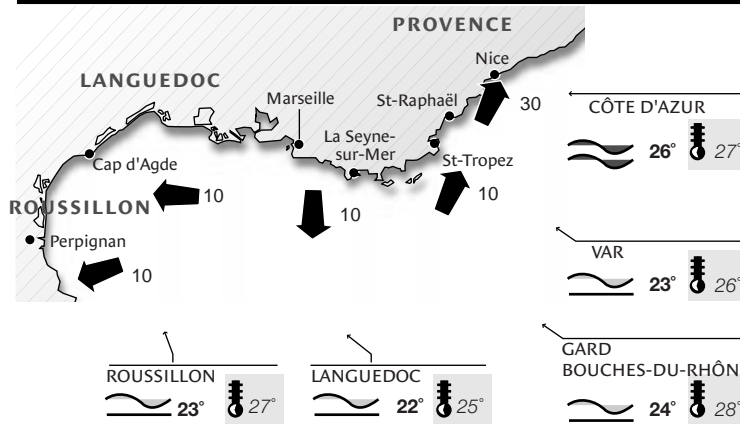 PROVENCE
Nice
LANGUEDOC
Marseille
St-Raphaël
30
CÔTE D'AZUR
La Seyne-
sur-Mer
26° 27°
Cap d'Agde
St-Tropez
10
10
10
ROUSSILLON
Perpignan
10
VAR
23° 26°
GARD
BOUCHES-DU-RHÔN
24° 28°
ROUSSILLON
23° 27°
LANGUEDOC
22° 25°